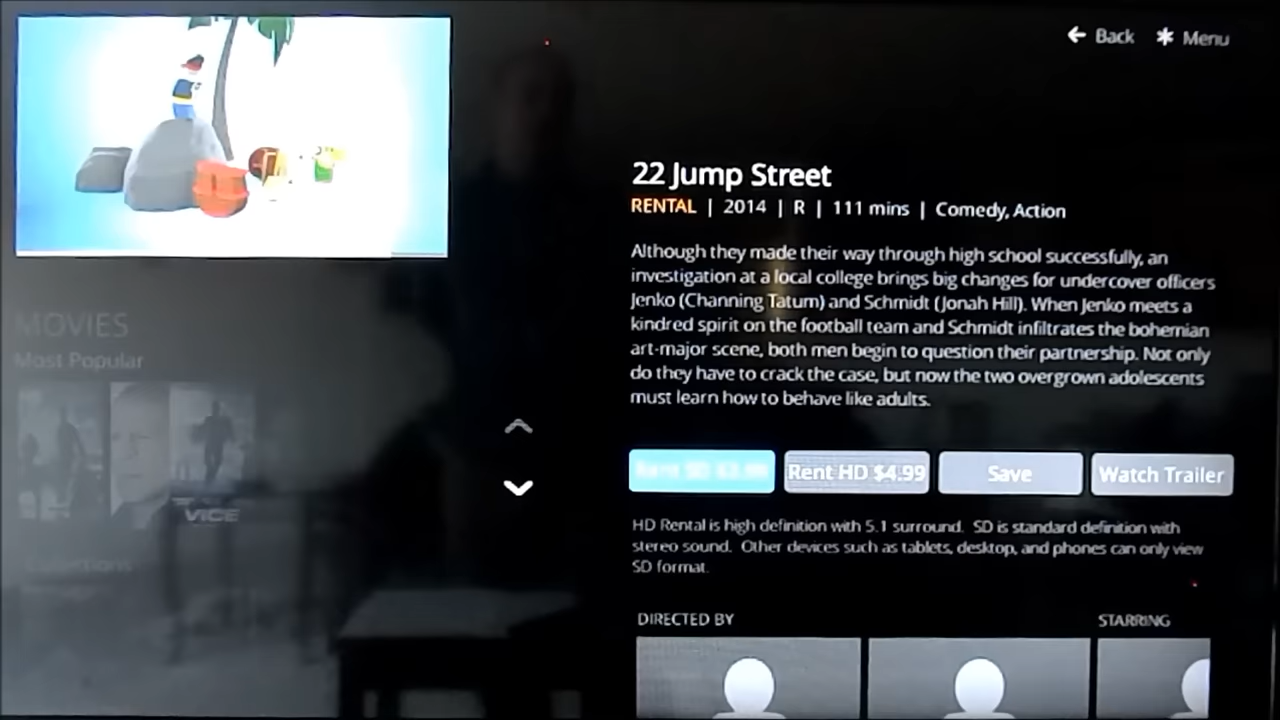 Back
Menu
22 Jump Street
RENTAL | 2014 | R | 111 mins | Comedy, Action
Although they made their way through high school successfully, an
investigation at a local college brings big changes for undercover officers
Jenko (Channing Tatum) and Schmidt (Jonah Hill). When Jenko meets a
kindred spirit on the football team and Schmidt infiltrates the bohemian
art-major scene, both men begin to question their partnership. Not only
do they have to crack the case, but now the two overgrown adolescents
must learn how to behave like adults.
MOVIES
Most Popular
VICE
Collections
Rent SD
Rent HD $4.99
Save
Watch Trailer
HD Rental is high definition with 5.1 surround. SD is standard definition with
stereo sound. Other devices such as tablets, desktop, and phones can only view
SD format.
DIRECTED BY
STARRING